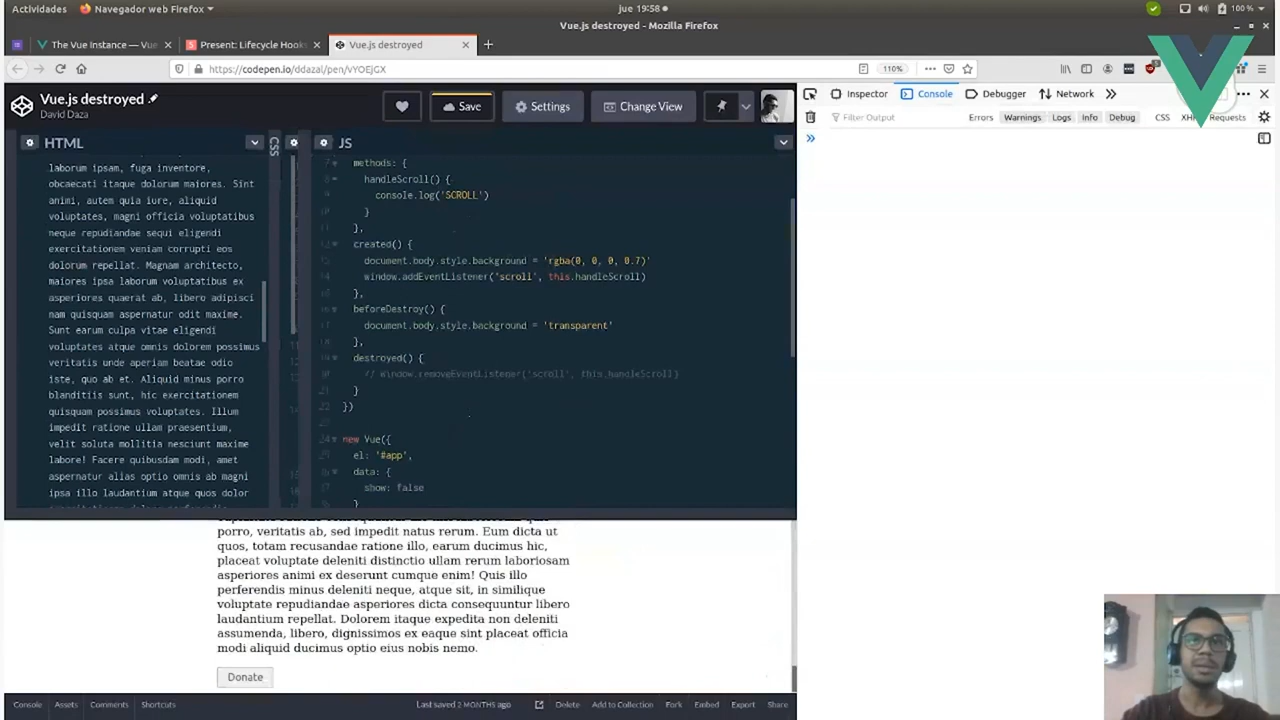 Actividades
Navegador web Firefox
jue 19:58
100 %
Vue.js destroyed - Mozilla Firefox
The Vue Instance — Vue
Present: Lifecycle Hook
Vue.js destroyed
https://codepen.io/ddazal/pen/vYOEjGX
110%
Vue.js destroyed
David Daza
Save
Settings
Change View
Inspector
Console
Debugger
Network
Filter Output
Errors
Warnings
Logs
Info
Debug
CSS
XHR
Requests
HTML
CSS
JS
laborum ipsam, fuga inventore,
obcaecati itaque dolorum maiores. Sint
animi, autem quia iure, aliquid
voluptates, magni officia voluptatibus
neque repudiandae sequi eligendi
exercitationem veniam corrupti eos
dolorum repellat. Magnam architecto,
maiores ipsa laborum voluptatibus ex
asperiores quaerat ab, libero adipisci
nam quisquam aspernatur odit maxime.
Sunt earum culpa vitae eligendi
voluptates atque omnis dolorem possimus
veritatis unde aperiam beatae odio
iste, quo ab et. Aliquid minus porro
blanditiis sunt, hic exercitationem
quisquam possimus voluptates. Illum
impedit ratione ullam praesentium,
velit soluta mollitia nesciunt maxime
labore! Facere quibusdam modi, amet
aspernatur alias optio omnis ab magni
ipsa illo laudantium atque quos dolor
methods: {
handleScroll() {
console.log('SCROLL')
}
},
created() {
document.body.style.background = 'rgba(0, 0, 0, 0.7)'
window.addEventListener('scroll', this.handleScroll)
},
beforeDestroy() {
document.body.style.background = 'transparent'
},
destroyed() {
// window.removeEventListener('scroll', this.handleScroll)
}
})
new Vue({
el: '#app',
data: {
show: false
}
porro, veritatis ab, sed impedit natus rerum. Eum dicta ut
quos, totam recusandae ratione illo, earum ducimus hic,
placeat voluptate deleniti distinctio ullam rerum laboriosam
asperiores animi ex deserunt cumque enim! Quis illo
perferendis minus deleniti neque, atque sit, in similique
voluptate repudiandae asperiores dicta consequuntur libero
laudantium repellat. Dolorem itaque expedita non deleniti
assumenda, libero, dignissimos ex eaque sint placeat officia
modi aliquid ducimus optio eius nobis nemo.
Donate
Console
Assets
Comments
Shortcuts
Last saved 2 MONTHS ago
Delete
Add to Collection
Fork
Embed
Export
Share